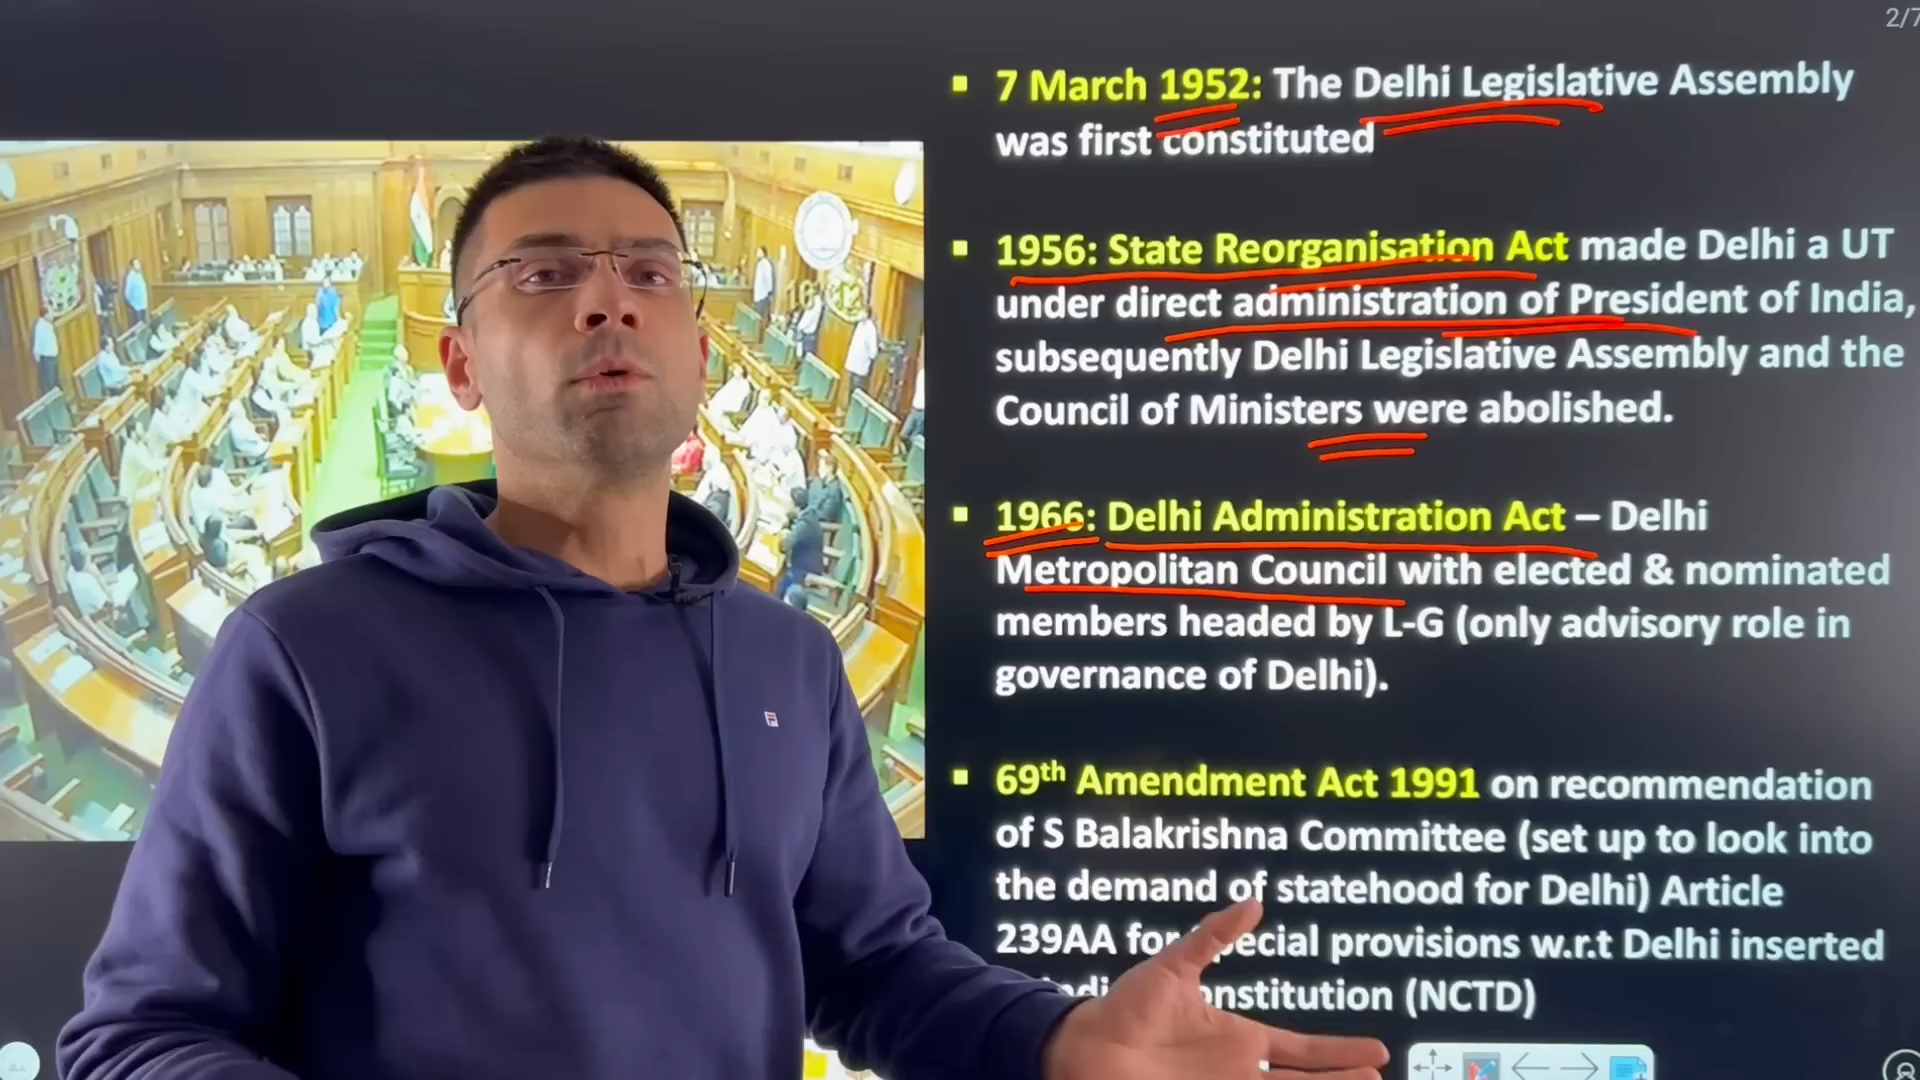 2/7
▪ 7 March 1952: The Delhi Legislative Assembly
was first constituted
▪ 1956: State Reorganisation Act made Delhi a UT
under direct administration of President of India,
subsequently Delhi Legislative Assembly and the
Council of Ministers were abolished.
▪ 1966: Delhi Administration Act – Delhi
Metropolitan Council with elected & nominated
members headed by L-G (only advisory role in
governance of Delhi).
▪ 69th Amendment Act 1991 on recommendation
of S Balakrishna Committee (set up to look into
the demand of statehood for Delhi) Article
239AA for special provisions w.r.t Delhi inserted
Constitution (NCTD)